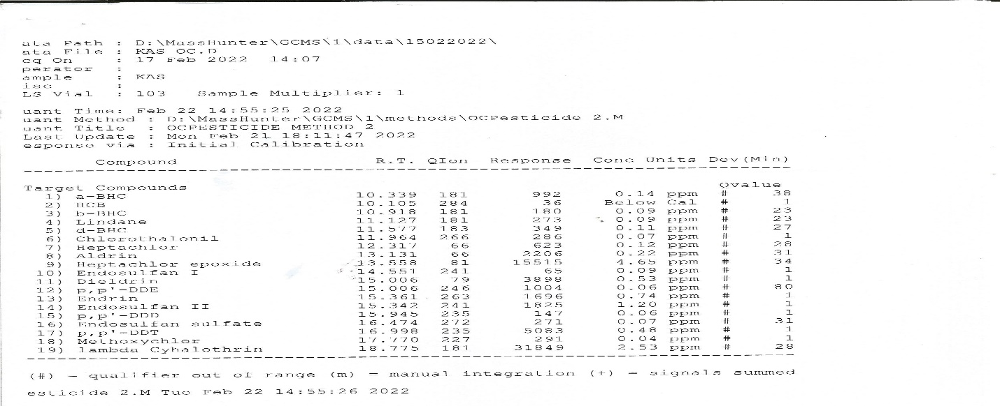 ata Path : D:\MassHunter\GCMS\1\data\15022022\
ata File : KAS OC.D
cq On : 17 Feb 2022 14:07
perator :
ample : KAS
isc :
LS Vial : 103 Sample Multiplier: 1
uant Time: Feb 22 14:55:25 2022
uant Method : D:\MassHunter\GCMS\1\methods\OCPesticide 2.M
uant Title : OCPESTICIDE METHOD 2
Last Update : Mon Feb 21 18:11:47 2022
esponse via : Initial Calibration
Compound R.T. QIon Response Conc Units Dev(Min)
Target Compounds Qvalue
1) a-BHC 10.339 181 992 0.14 ppm # 38
2) HCB 10.105 284 36 Below Cal # 1
3) b-BHC 10.918 181 180 0.09 ppm # 23
4) Lindane 11.127 181 273 0.09 ppm # 23
5) d-BHC 11.577 183 349 0.11 ppm # 27
6) Chlorothalonil 11.964 266 286 0.07 ppm # 1
7) Heptachlor 12.317 66 623 0.12 ppm # 28
8) Aldrin 13.131 66 2206 0.22 ppm # 31
9) Heptachlor epoxide 13.558 81 15515 4.65 ppm # 34
10) Endosulfan I 14.551 241 65 0.09 ppm # 1
11) Dieldrin 15.006 79 3898 0.53 ppm # 1
12) p,p'-DDE 15.006 246 1004 0.06 ppm # 80
13) Endrin 15.361 263 1696 0.74 ppm # 1
14) Endosulfan II 15.342 241 1825 1.20 ppm # 1
15) p,p'-DDD 15.945 235 147 0.06 ppm # 1
16) Endosulfan sulfate 16.474 272 271 0.07 ppm # 31
17) p,p'-DDT 16.998 235 5083 0.48 ppm # 1
18) Methoxychlor 17.770 227 291 0.04 ppm # 1
19) lambda Cyhalothrin 18.775 181 31849 2.53 ppm # 28
(#) = qualifier out of range (m) = manual integration (+) = signals summed
esticide 2.M Tue Feb 22 14:55:26 2022